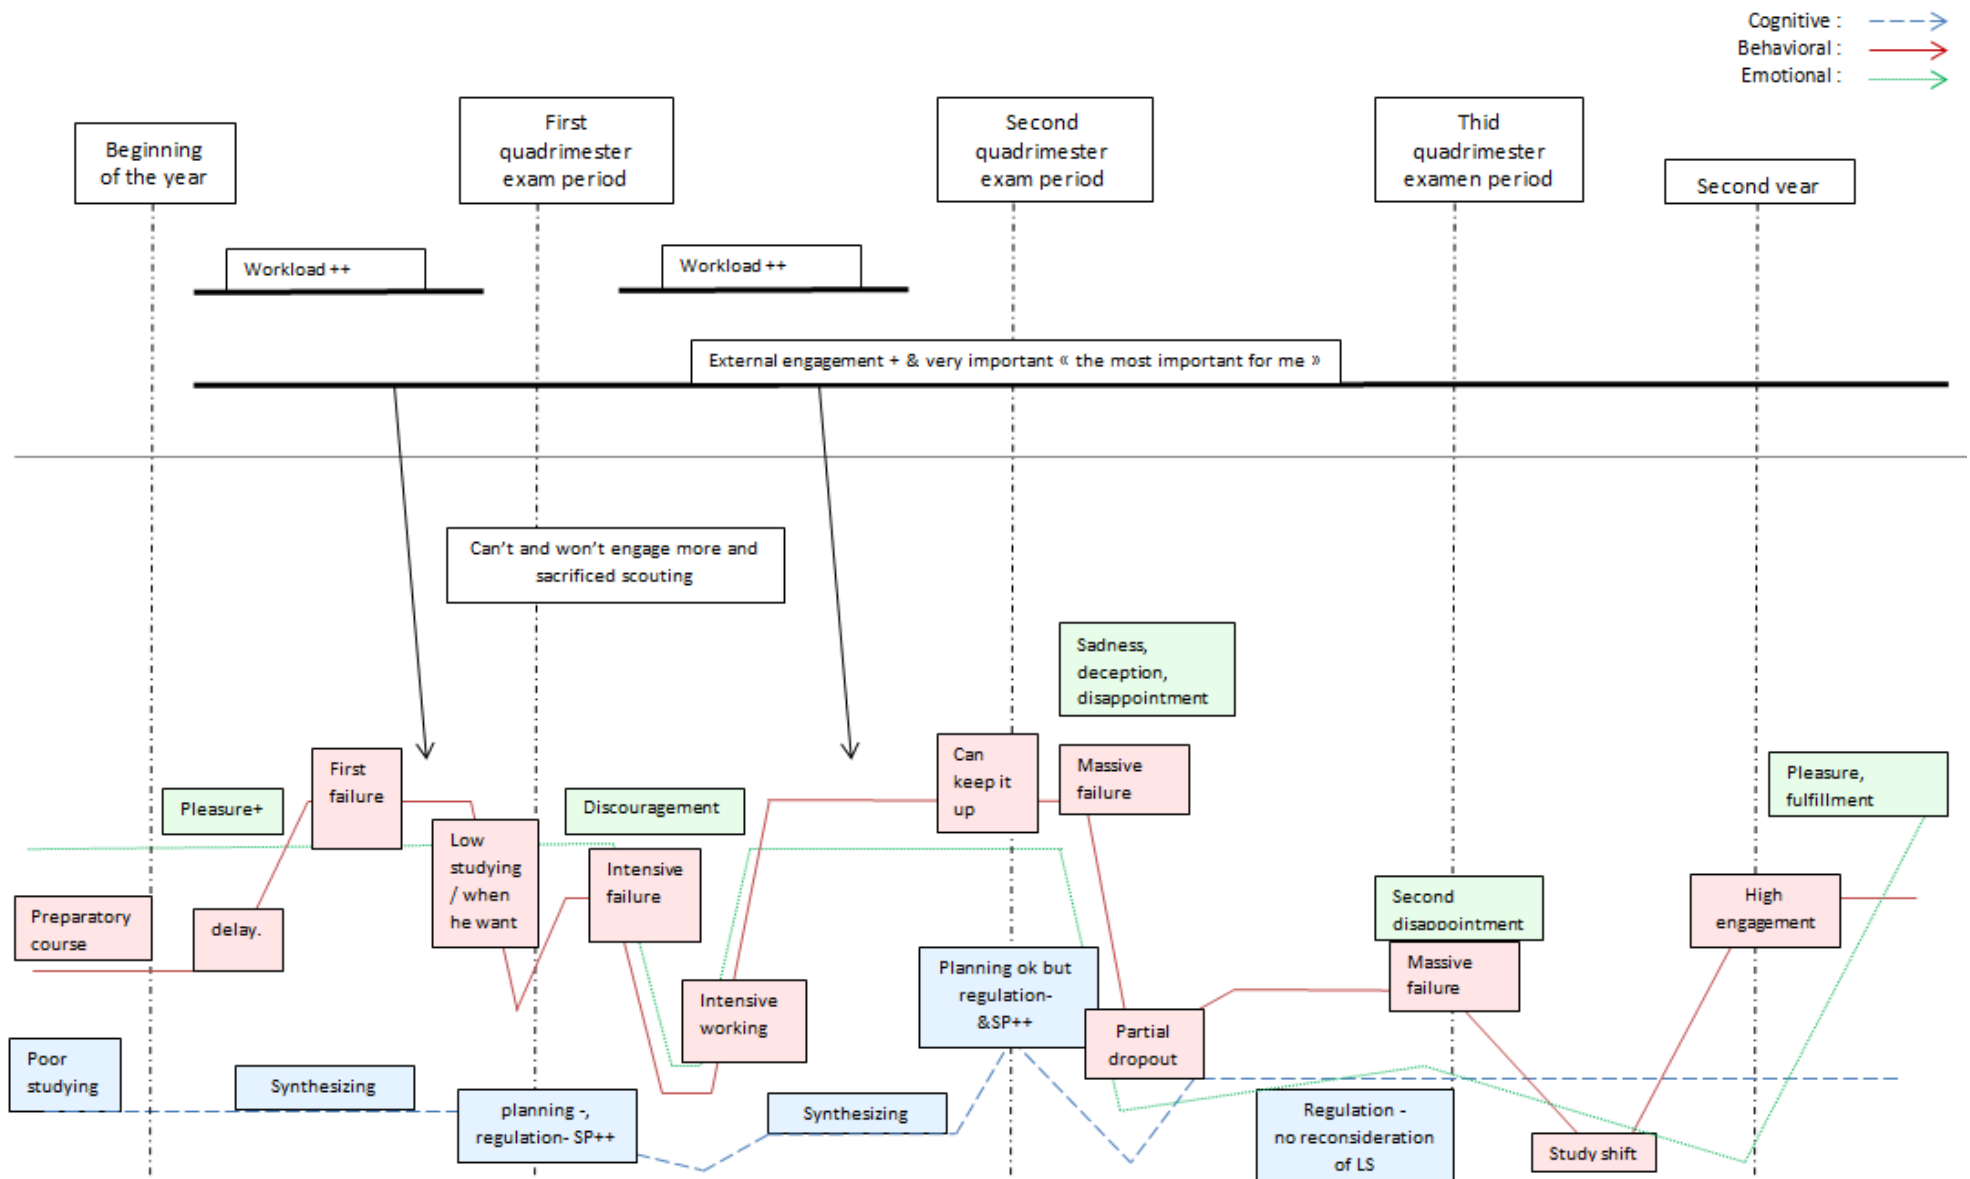 Cognitive :
Behavioral :
Emotional :
Beginning
of the year
First
quadrimester
exam period
Second
quadrimester
exam period
Thid
quadrimester
examen period
Second vear
Workload ++
Workload ++
External engagement + & very important « the most important for me »
Can't and won't engage more and
sacrificed scouting
Sadness,
deception,
disappointment
First
failure
Can
keep it
up
Massive
failure
Pleasure,
fulfillment
Pleasure+
Discouragement
Low
studying
/ when
he want
Intensive
failure
Second
disappointment
High
engagement
Preparatory
course
delay.
Planning ok but
regulation-
&SP++
Massive
failure
Intensive
working
Partial
dropout
Poor
studying
Synthesizing
planning -,
regulation- SP++
Synthesizing
Regulation -
no reconsideration
of LS
Study shift